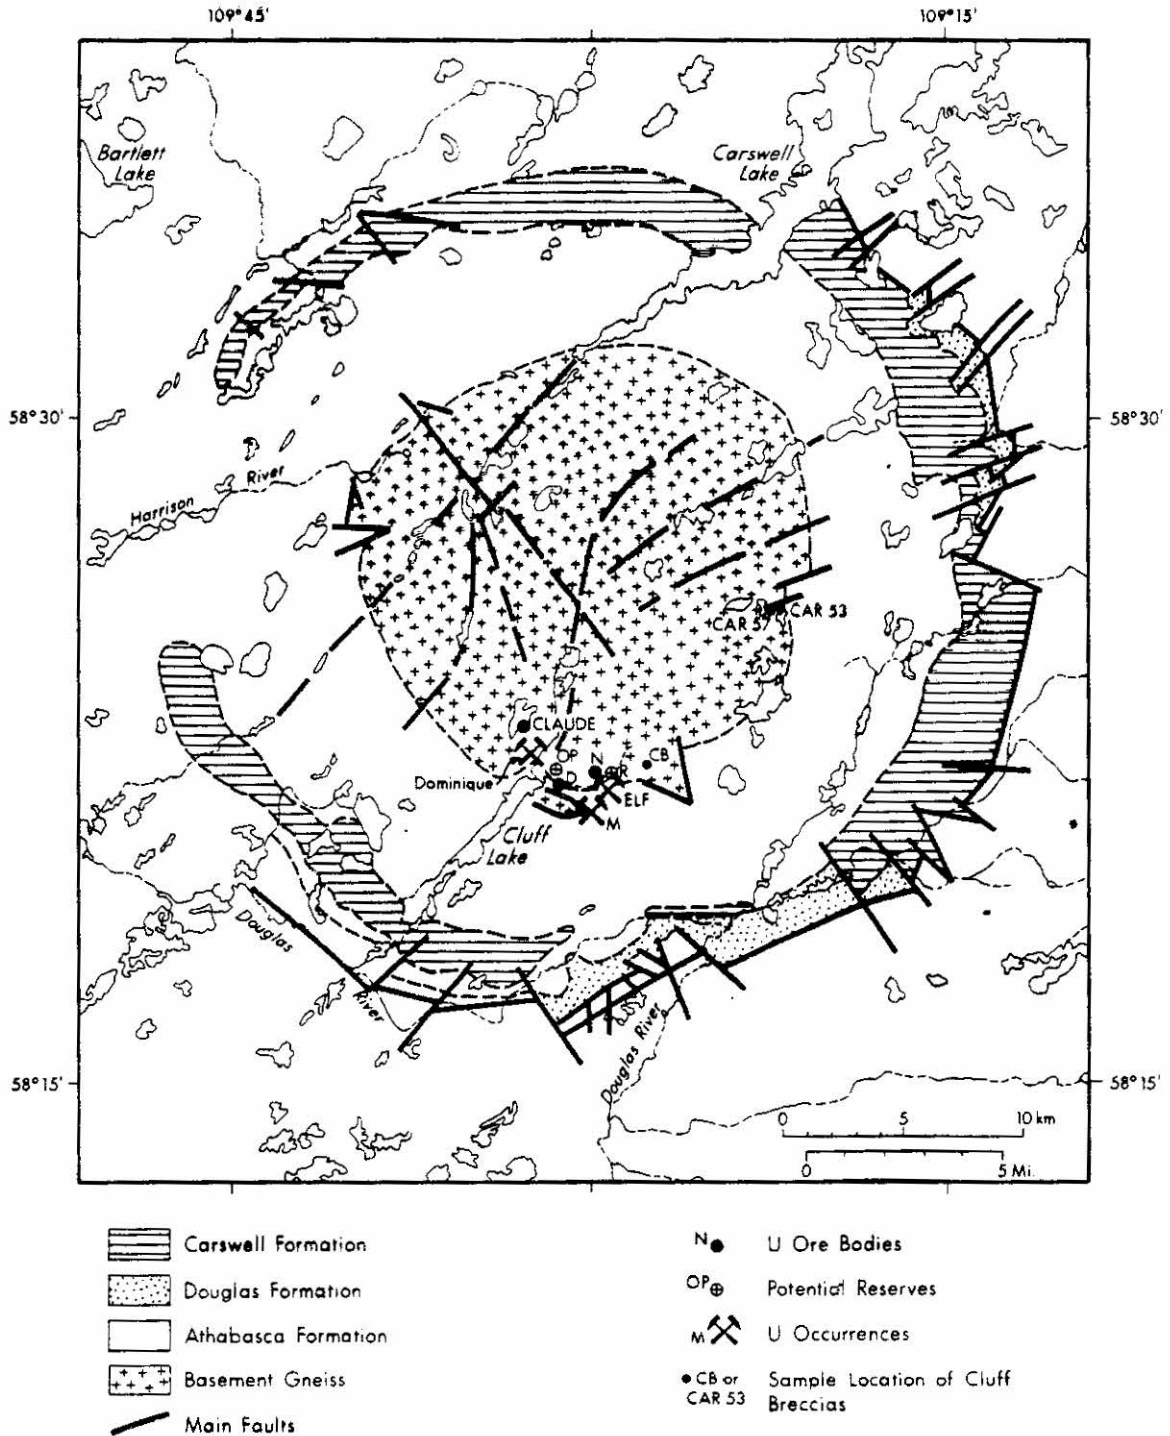 109°45'
109°15'
Bartlett
Lake
Carswell
Lake
58°30'
58°30'
Harrison
River
CAR 57
CAR 53
CLAUDE
OP
N
R
CB
Dominique
D
ELF
M
Cluff
Lake
Douglas
River
Douglas River
58°15'
58°15'
0 5 10 km
0 5 Mi.
Carswell Formation
Douglas Formation
Athabasca Formation
Basement Gneiss
Main Faults
N U Ore Bodies
OP Potential Reserves
M U Occurrences
CB or
CAR 53
Sample Location of Cluff
Breccias